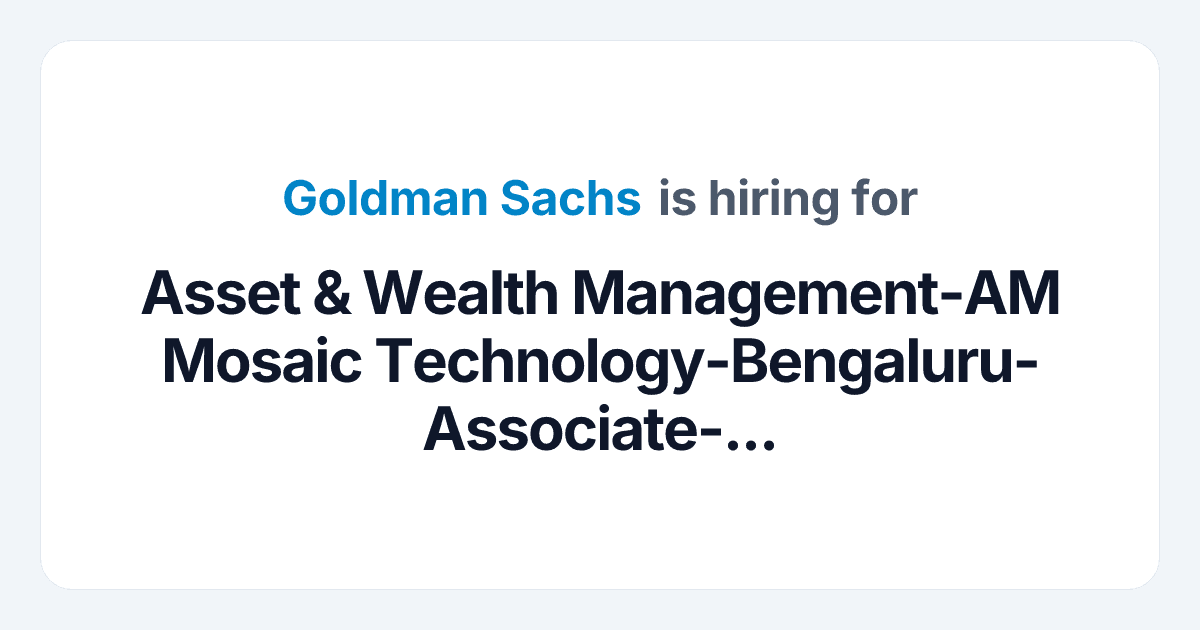 Goldman Sachs is hiring for
Asset & Wealth Management-AM
Mosaic Technology-Bengaluru-
Associate-...